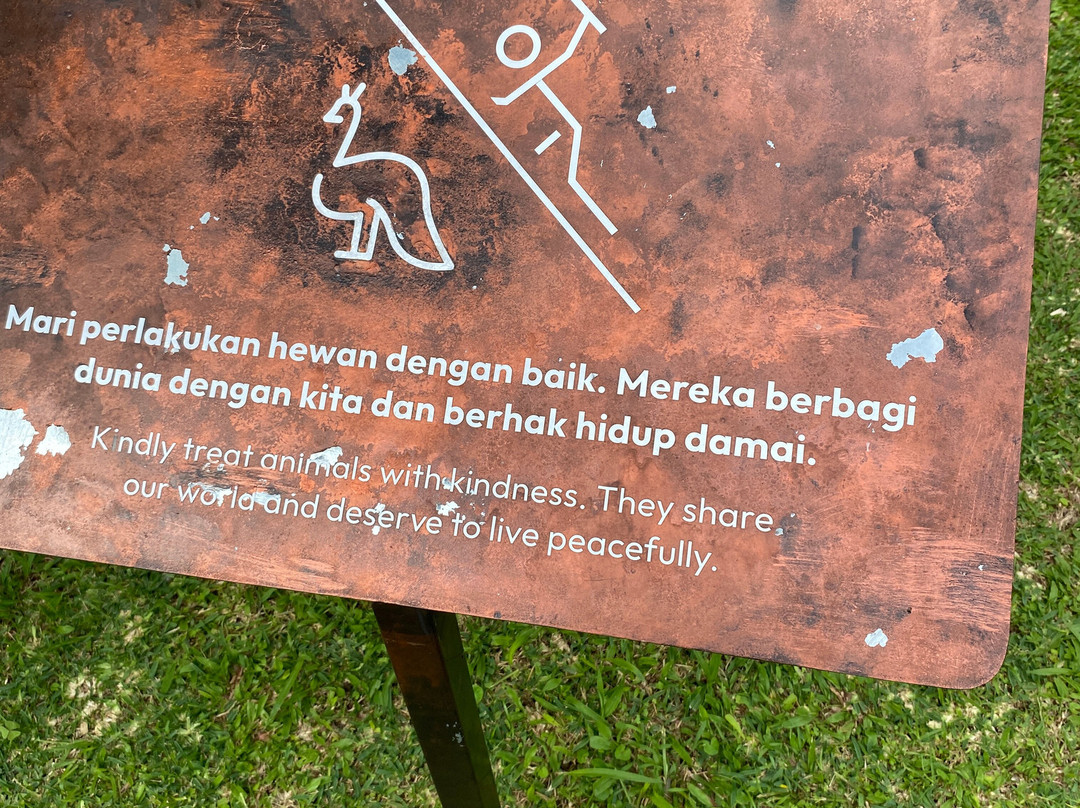 Mari perlakukan hewan dengan baik. Mereka berbagi
dunia dengan kita dan berhak hidup damai.
Kindly treat animals with kindness. They share
our world and deserve to live peacefully.